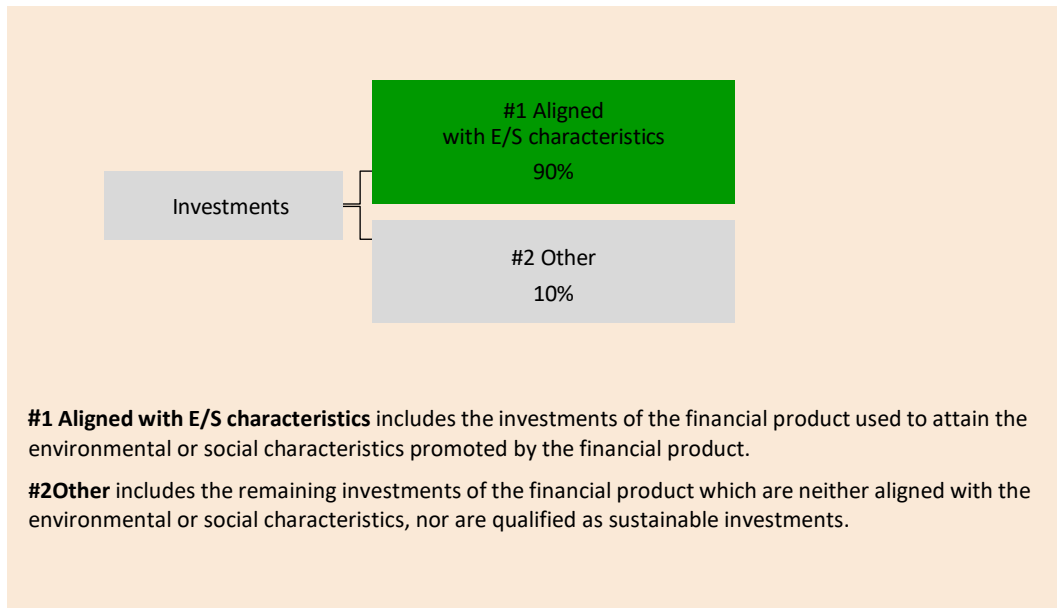 #1 Aligned
with E/S characteristics
90%
Investments
#2 Other
10%
#1 Aligned with E/S characteristics includes the investments of the financial product used to attain the
environmental or social characteristics promoted by the financial product.
#2Other includes the remaining investments of the financial product which are neither aligned with the
environmental or social characteristics, nor are qualified as sustainable investments.